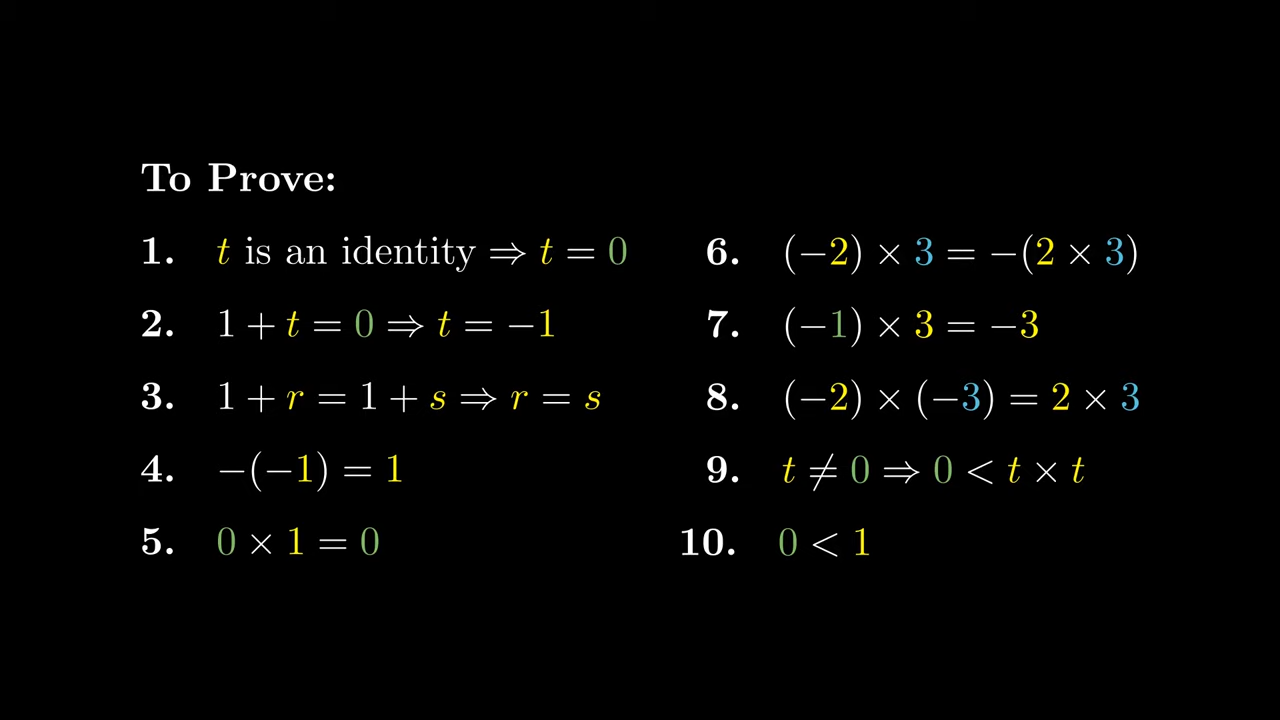 To Prove:
1. t is an identity ⇒ t = 0
2. 1 + t = 0 ⇒ t = −1
3. 1 + r = 1 + s ⇒ r = s
4. −(−1) = 1
5. 0 × 1 = 0
6. (−2) × 3 = −(2 × 3)
7. (−1) × 3 = −3
8. (−2) × (−3) = 2 × 3
9. t ≠ 0 ⇒ 0 < t × t
10. 0 < 1